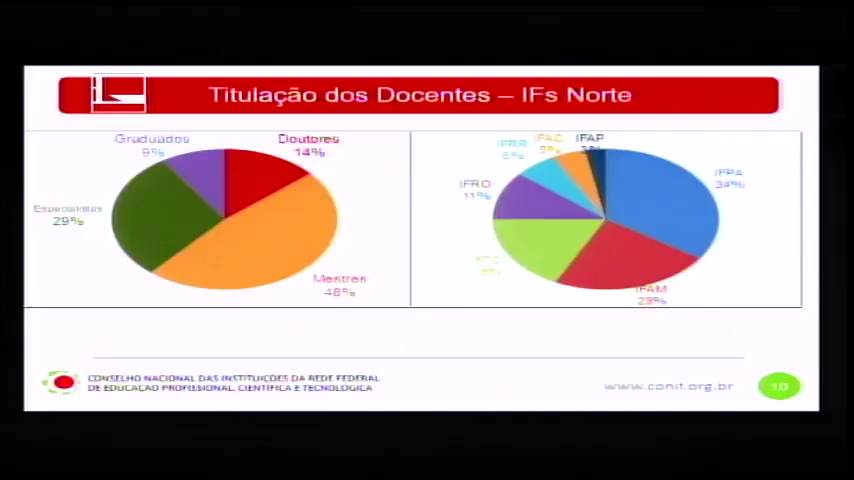 Titulação dos Docentes – IFs Norte
Graduados
9%
Doutores
14%
Especialistas
29%
Mestres
48%
IFRR
5%
IFAC
5%
IFAP
IFPA
34%
IFRO
11%
IFAM
CONSELHO NACIONAL DAS INSTITUIÇÕES DA REDE FEDERAL
DE EDUCAÇÃO PROFISSIONAL, CIENTÍFICA E TECNOLÓGICA
www.conif.org.br
10